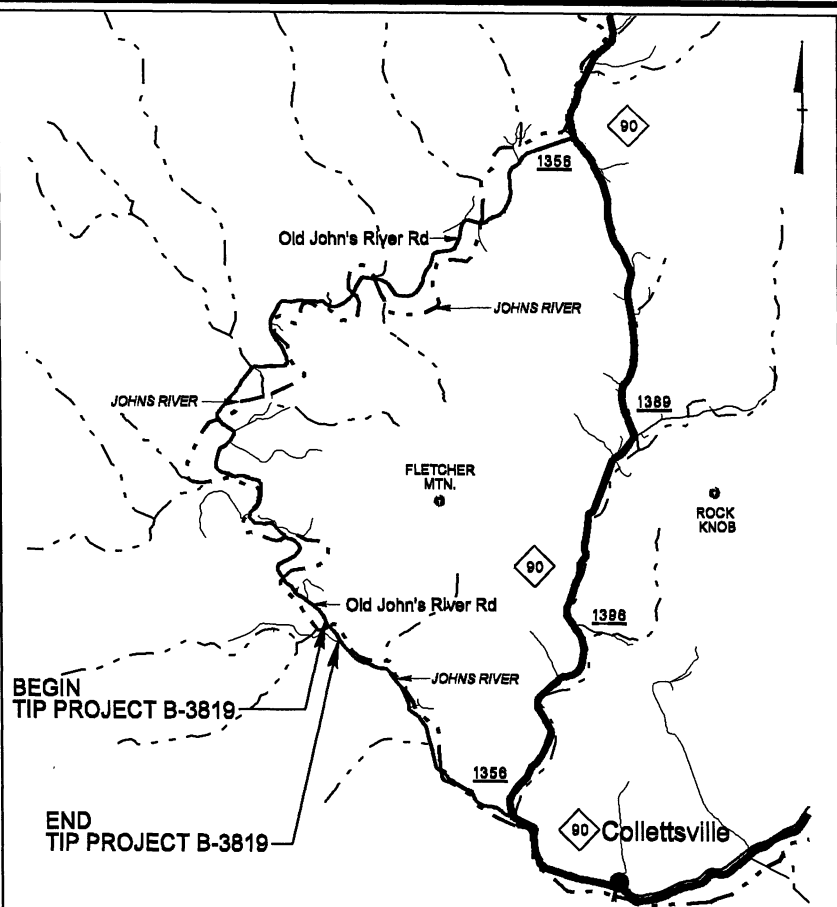 90
1356
Old John's River Rd
JOHNS RIVER
JOHNS RIVER
1389
FLETCHER
MTN.
ROCK
KNOB
90
Old John's River Rd
1396
JOHNS RIVER
BEGIN
TIP PROJECT B-3819
1356
END
TIP PROJECT B-3819
90
Collettsville